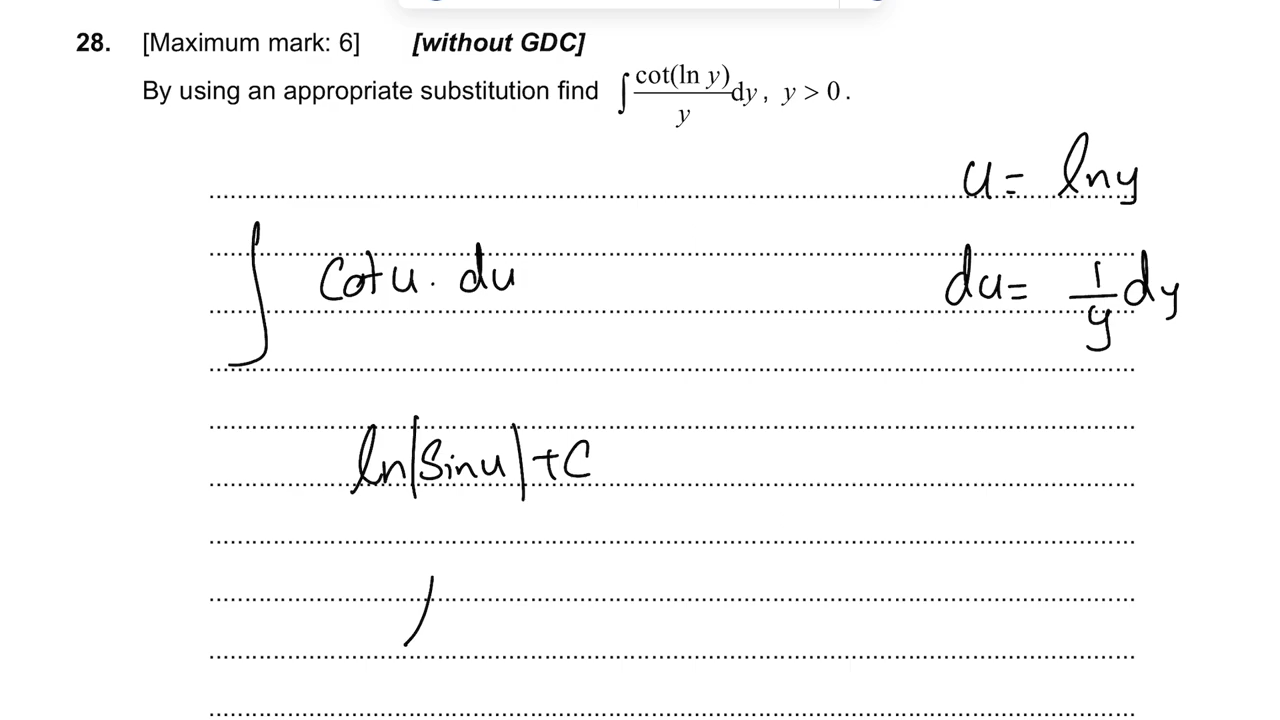 28. [Maximum mark: 6] [without GDC]
By using an appropriate substitution find ∫ cot(ln y)/y dy, y > 0.
u = ln y
∫ cot u . du
du = 1/y dy
ln|sin u| + C